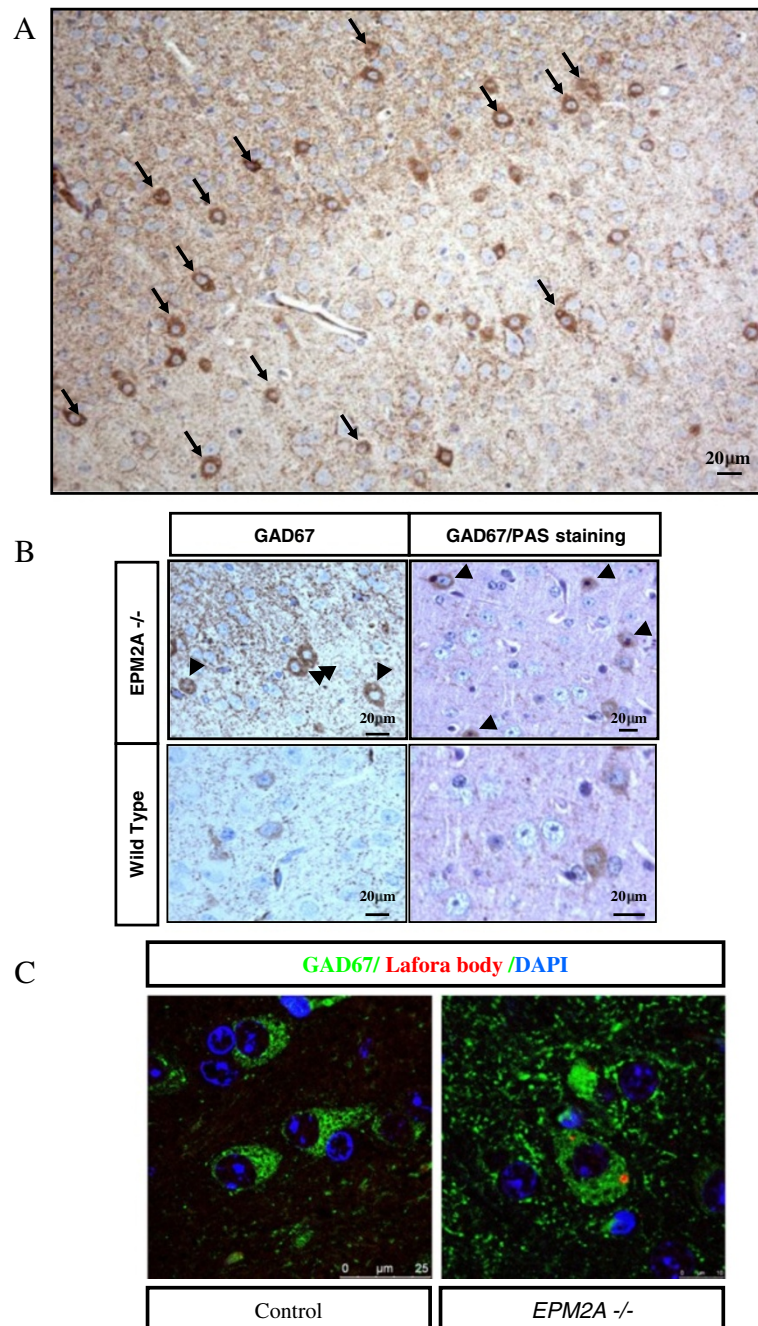 A
20μm
B
GAD67
GAD67/PAS staining
EPM2A -/-
20μm
20μm
Wild Type
20μm
20μm
C
GAD67/ Lafora body /DAPI
0 μm 25
Control
EPM2A -/-